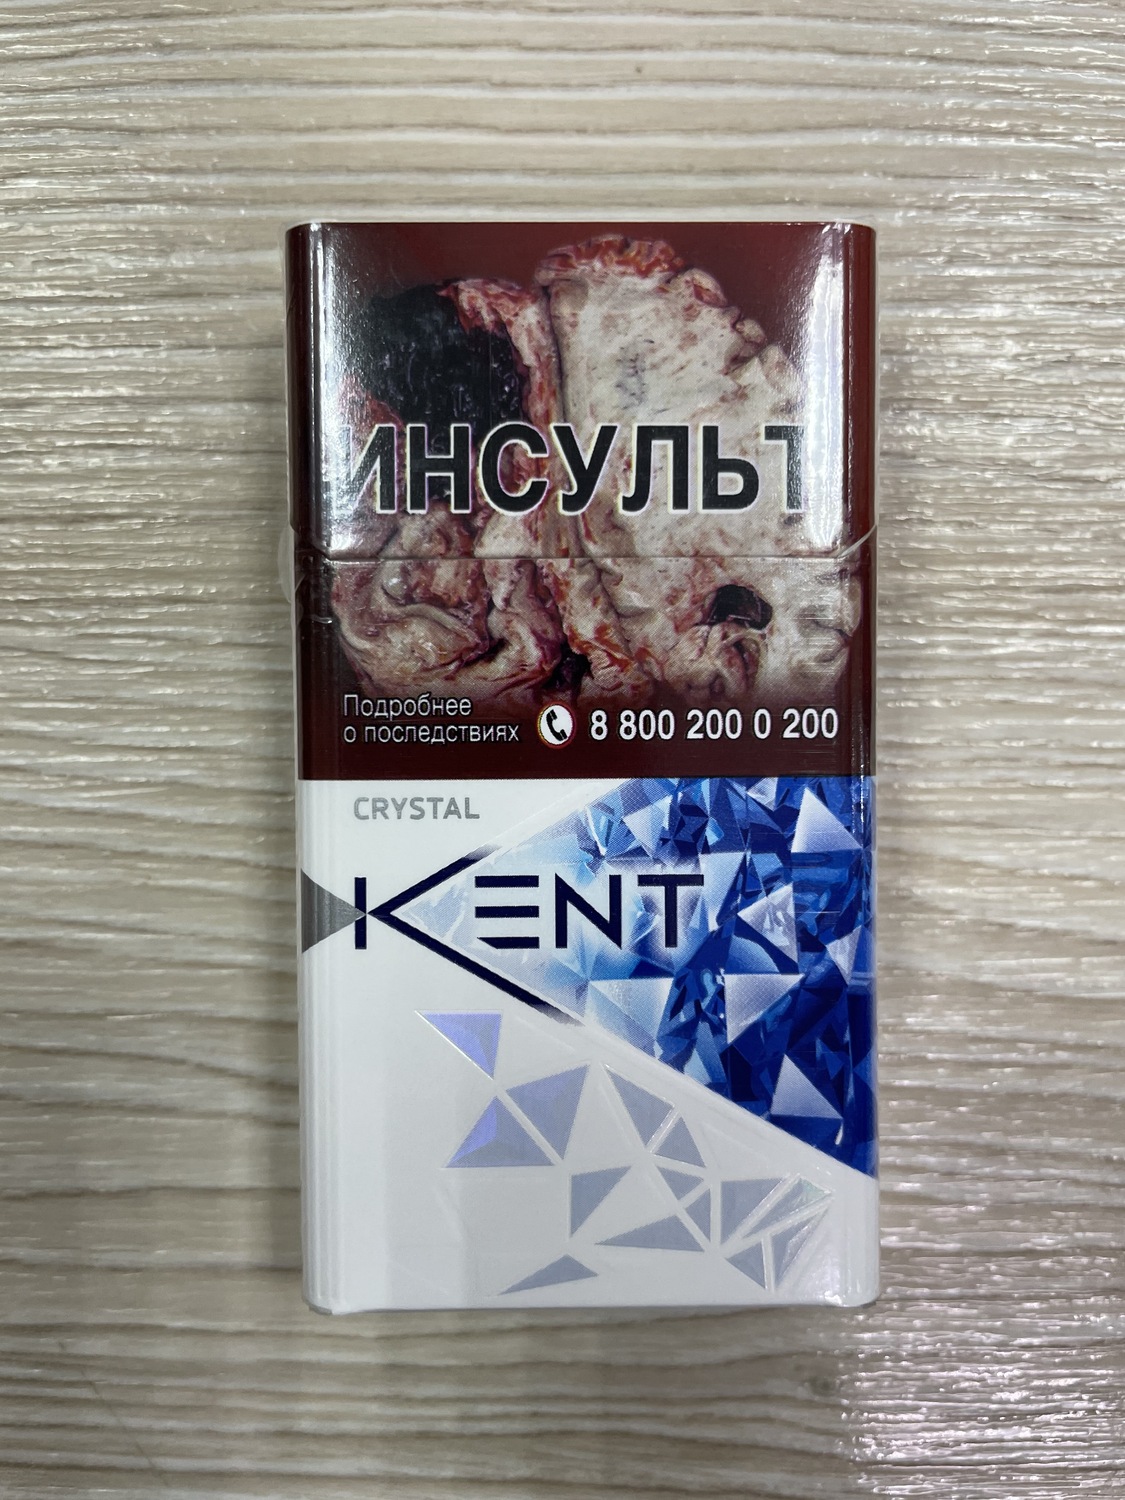 ИНСУЛЬТ
Подробнее
о последствиях 8 800 200 0 200
CRYSTAL
KENT